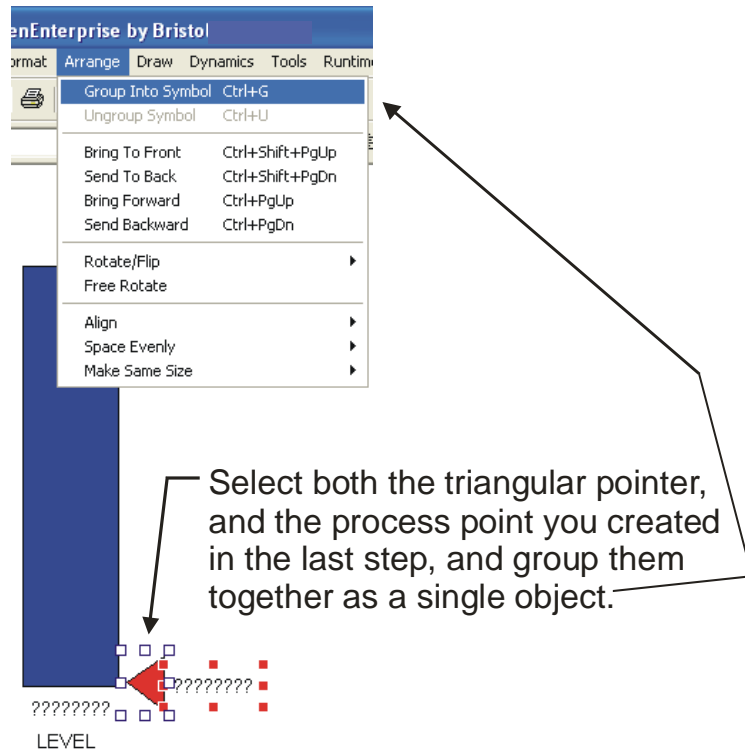 enEnterprise by Bristol
ormat Arrange Draw Dynamics Tools Runtim
Group Into Symbol Ctrl+G
Ungroup Symbol Ctrl+U
Bring To Front Ctrl+Shift+PgUp
Send To Back Ctrl+Shift+PgDn
Bring Forward Ctrl+PgUp
Send Backward Ctrl+PgDn
Rotate/Flip
Free Rotate
Align
Space Evenly
Make Same Size
Select both the triangular pointer,
and the process point you created
in the last step, and group them
together as a single object.
????????
????????
LEVEL